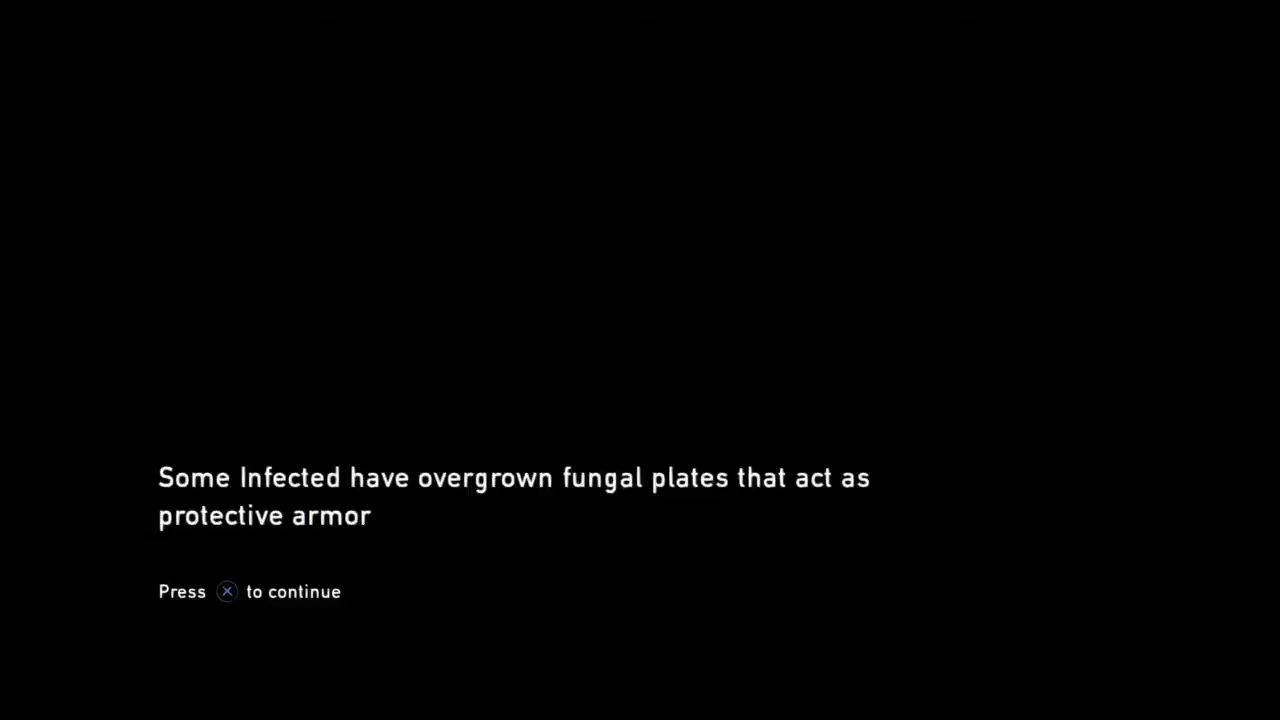 Some Infected have overgrown fungal plates that act as
protective armor
Press ⓧ to continue